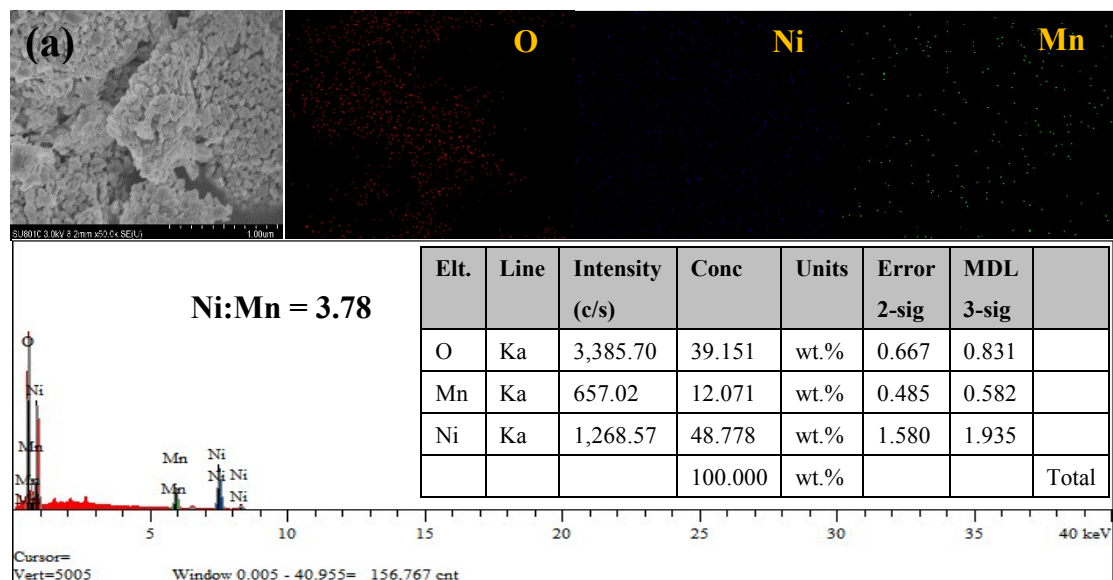 (a) O Ni Mn
SU8010 3.0kV 8.2mm x50.0k SE(U) 1.00um
Ni:Mn = 3.78
Elt. Line Intensity (c/s) Conc Units Error 2-sig MDL 3-sig
O Ka 3,385.70 39.151 wt.% 0.667 0.831
Mn Ka 657.02 12.071 wt.% 0.485 0.582
Ni Ka 1,268.57 48.778 wt.% 1.580 1.935
100.000 wt.% Total
O
Ni
Mn
Mn
Mn Ni
Mn Ni Ni
Ni
5 10 15 20 25 30 35 40 keV
Cursor=
Vert=5005 Window 0.005 - 40.955= 156,767 cnt